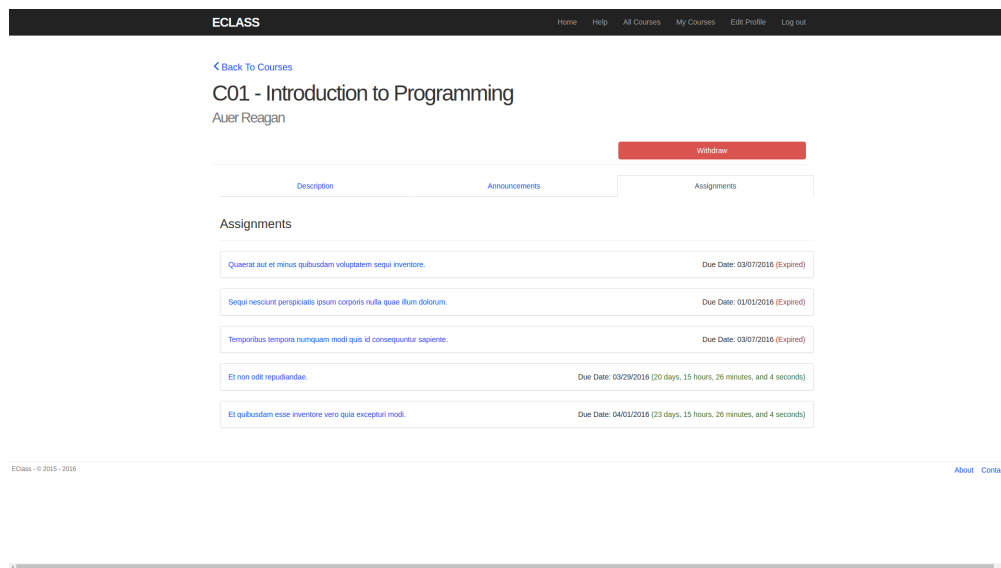 ECLASS Home Help All Courses My Courses Edit Profile Log out
Back To Courses
C01 - Introduction to Programming
Auer Reagan
Withdraw
Description Announcements Assignments
Assignments
Quaerat aut et minus quibusdam voluptatem sequi inventore. Due Date: 03/07/2016 (Expired)
Sequi nesciunt perspiciatis ipsum corporis nulla quae illum dolorum. Due Date: 01/01/2016 (Expired)
Temporibus tempora numquam modi quis id consequuntur sapiente. Due Date: 03/07/2016 (Expired)
Et non odit repudiandae. Due Date: 03/29/2016 (20 days, 15 hours, 26 minutes, and 4 seconds)
Et quibusdam esse inventore vero quia excepturi modi. Due Date: 04/01/2016 (23 days, 15 hours, 26 minutes, and 4 seconds)
EClass - © 2015 - 2016 About